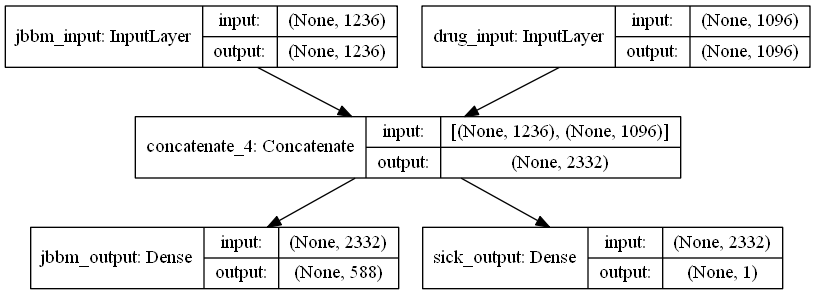 jbbm_input: InputLayer
input:
(None, 1236)
output:
(None, 1236)
drug_input: InputLayer
input:
(None, 1096)
output:
(None, 1096)
concatenate_4: Concatenate
input:
[(None, 1236), (None, 1096)]
output:
(None, 2332)
jbbm_output: Dense
input:
(None, 2332)
output:
(None, 588)
sick_output: Dense
input:
(None, 2332)
output:
(None, 1)